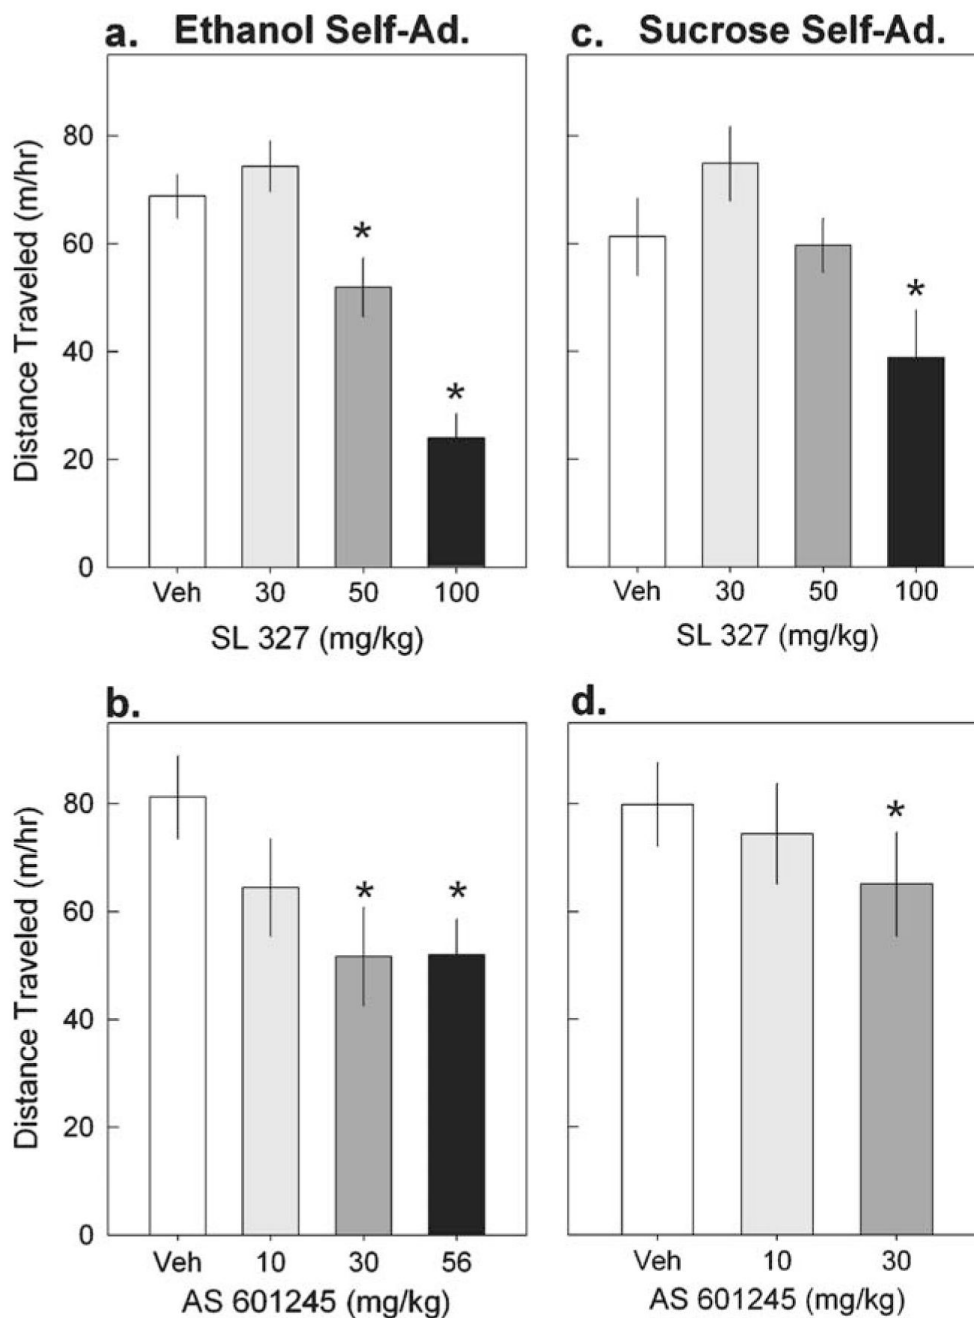 a. Ethanol Self-Ad.
Distance Traveled (m/hr)
80
60
40
20
0
*
*
Veh 30 50 100
SL 327 (mg/kg)
c. Sucrose Self-Ad.
*
Veh 30 50 100
SL 327 (mg/kg)
b.
Distance Traveled (m/hr)
80
60
40
20
0
* *
Veh 10 30 56
AS 601245 (mg/kg)
d.
*
Veh 10 30
AS 601245 (mg/kg)